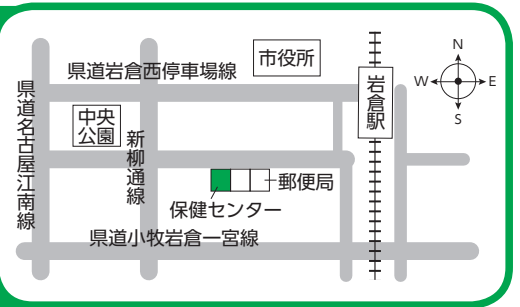 県道岩倉西停車場線
市役所
岩倉駅
N
W
E
S
県道名古屋江南線
中央
公園
新柳通線
郵便局
保健センター
県道小牧岩倉一宮線